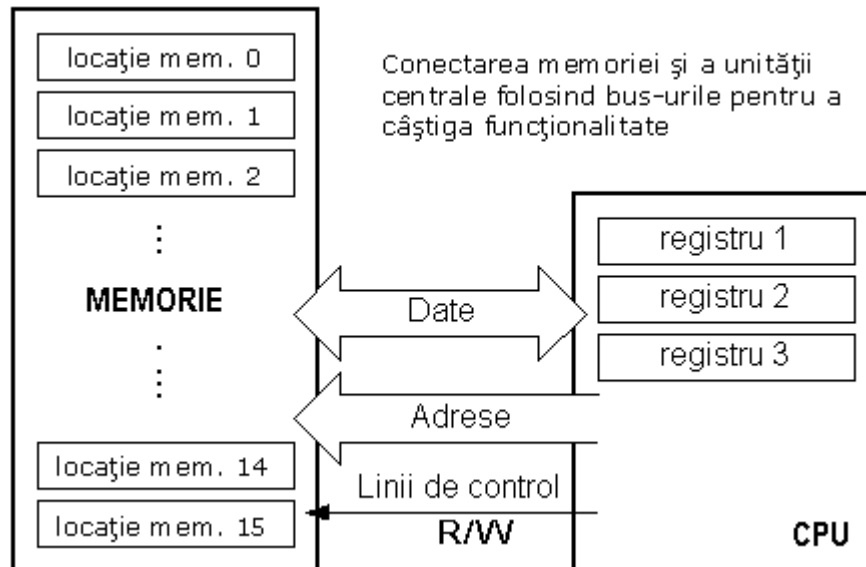 locaţie mem. 0
locaţie mem. 1
locaţie mem. 2
MEMORIE
locaţie mem. 14
locaţie mem. 15
Conectarea memoriei şi a unităţii
centrale folosind bus-urile pentru a
câştiga funcţionalitate
Date
Adrese
Linii de control
R/W
registru 1
registru 2
registru 3
CPU